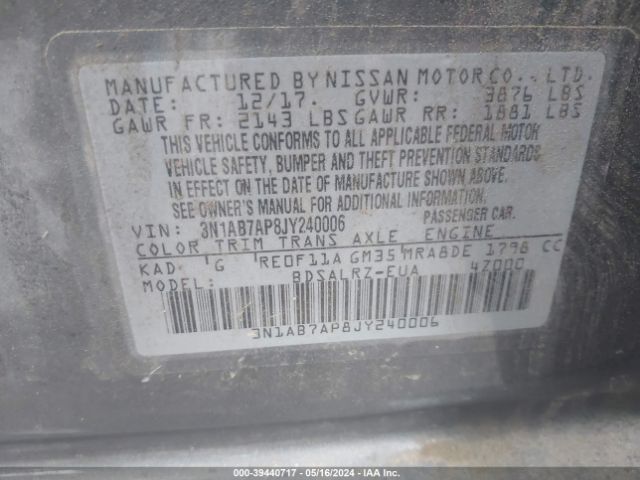 MANUFACTURED BY NISSAN MOTOR CO., LTD.
DATE: 12/17. GVWR: 3876 LBS
GAWR FR: 2143 LBS GAWR RR: 1881 LBS
THIS VEHICLE CONFORMS TO ALL APPLICABLE FEDERAL MOTOR
VEHICLE SAFETY, BUMPER AND THEFT PREVENTION STANDARDS
IN EFFECT ON THE DATE OF MANUFACTURE SHOWN ABOVE.
SEE OWNER'S MANUAL FOR ADDITIONAL INFORMATION.
VIN: 3N1AB7AP8JY240006 PASSENGER CAR.
COLOR TRIM TRANS AXLE ENGINE
KAD 'G 'RE0F11A GM35 MRA8DE 1798 CC
MODEL: BDSALRZ-EUA 4Z000
3N1AB7AP8JY240006
000-39440717 - 05/16/2024 - IAA Inc.